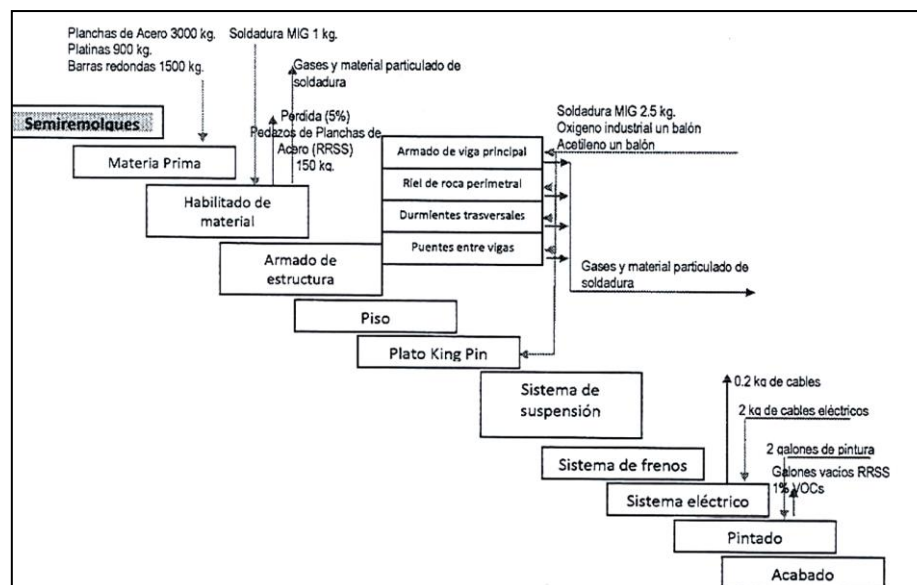 Planchas de Acero 3000 kg.
Platinas 900 kg.
Barras redondas 1500 kg.
Soldadura MIG 1 kg.
Gases y material particulado de
soldadura
Semiremolques
Pérdida (5%)
Pedazos de Planchas de
Acero (RRSS)
150 kg.
Soldadura MIG 2.5 kg.
Oxigeno industrial un balón
Acetileno un balón
Materia Prima
Armado de viga principal
Riel de roca perimetral
Habilitado de
material
Durmientes trasversales
Puentes entre vigas
Armado de
estructura
Gases y material particulado de
soldadura
Piso
Plato King Pin
Sistema de
suspensión
0.2 kg de cables
2 kg de cables eléctricos
Sistema de frenos
2 galones de pintura
Galones vacios RRSS
1% VOCs
Sistema eléctrico
Pintado
Acabado